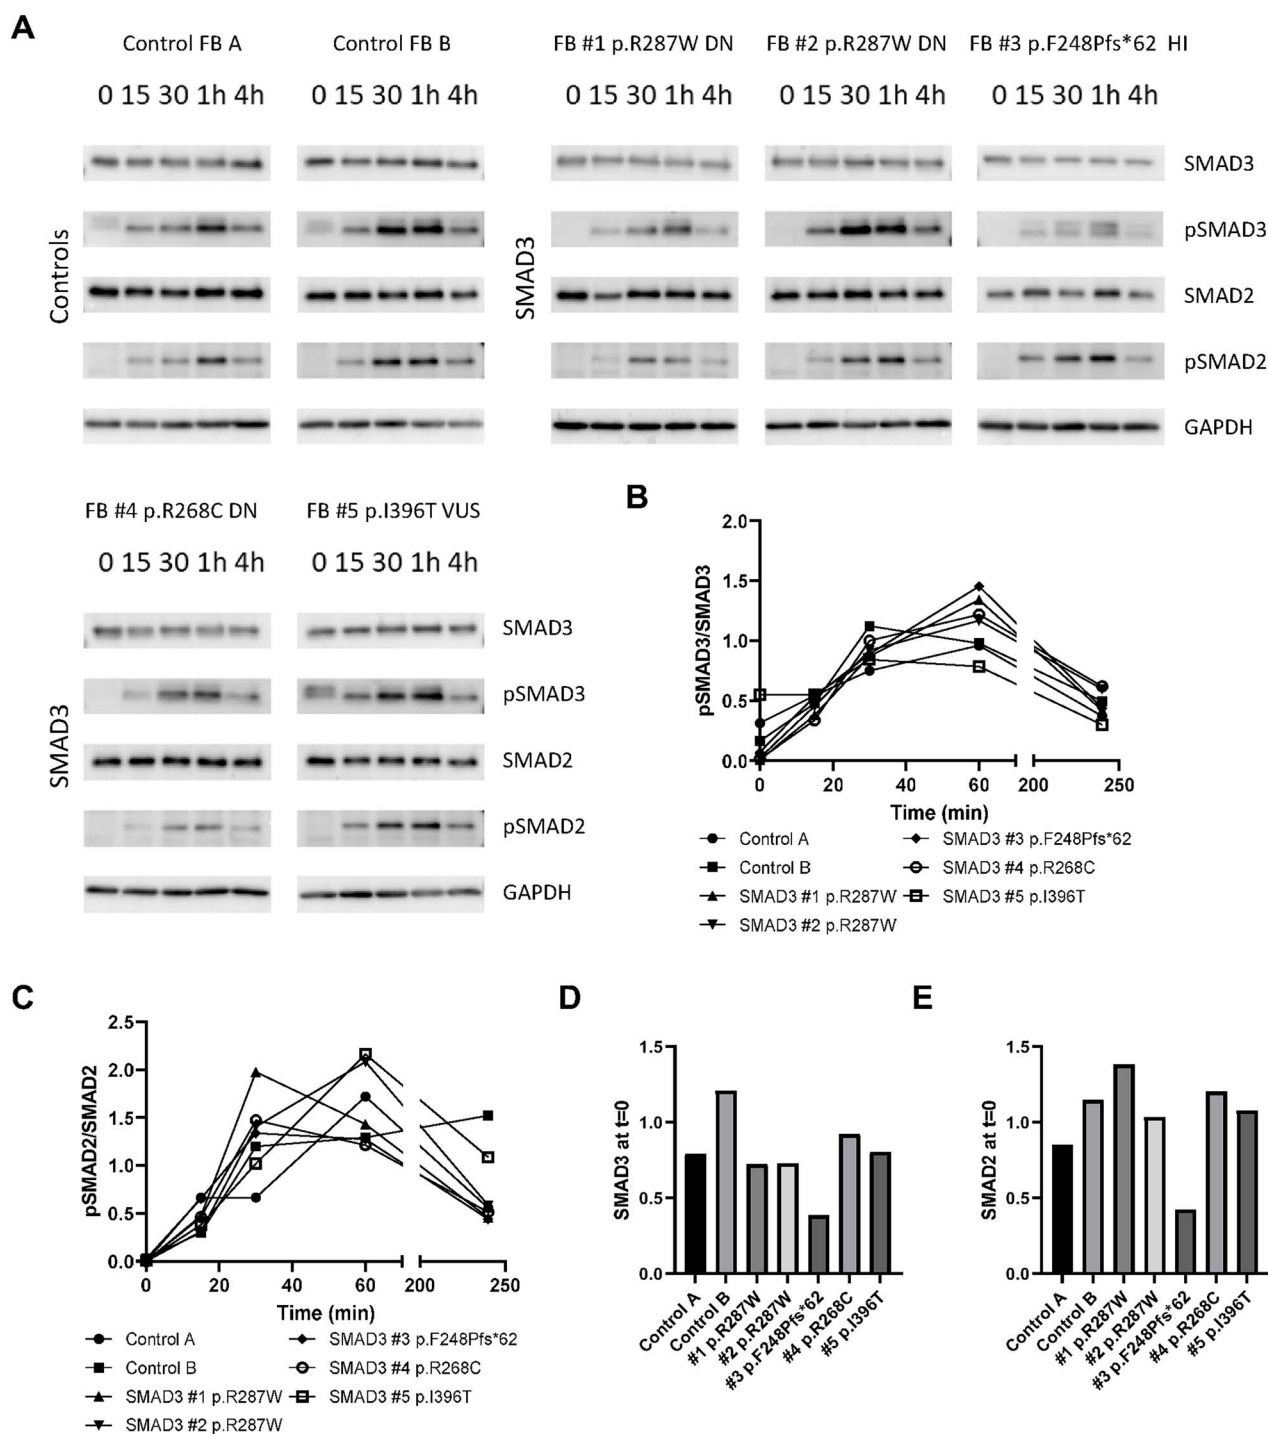 A
Control FB A
Control FB B
FB #1 p.R287W DN
FB #2 p.R287W DN
FB #3 p.F248Pfs*62 HI
0 15 30 1h 4h
0 15 30 1h 4h
0 15 30 1h 4h
0 15 30 1h 4h
0 15 30 1h 4h
Controls
SMAD3
SMAD3
pSMAD3
SMAD2
pSMAD2
GAPDH
FB #4 p.R268C DN
FB #5 p.I396T VUS
0 15 30 1h 4h
0 15 30 1h 4h
SMAD3
SMAD3
pSMAD3
SMAD2
pSMAD2
GAPDH
B
pSMAD3/SMAD3
2.0
1.5
1.0
0.5
0.0
0 20 40 60 200 250
Time (min)
Control A
Control B
SMAD3 #1 p.R287W
SMAD3 #2 p.R287W
SMAD3 #3 p.F248Pfs*62
SMAD3 #4 p.R268C
SMAD3 #5 p.I396T
C
pSMAD2/SMAD2
2.5
2.0
1.5
1.0
0.5
0.0
0 20 40 60 200 250
Time (min)
Control A
Control B
SMAD3 #1 p.R287W
SMAD3 #2 p.R287W
SMAD3 #3 p.F248Pfs*62
SMAD3 #4 p.R268C
SMAD3 #5 p.I396T
D
SMAD3 at t=0
1.5
1.0
0.5
0.0
Control A
Control B
#1 p.R287W
#2 p.R287W
#3 p.F248Pfs*62
#4 p.R268C
#5 p.I396T
E
SMAD2 at t=0
1.5
1.0
0.5
0.0
Control A
Control B
#1 p.R287W
#2 p.R287W
#3 p.F248Pfs*62
#4 p.R268C
#5 p.I396T